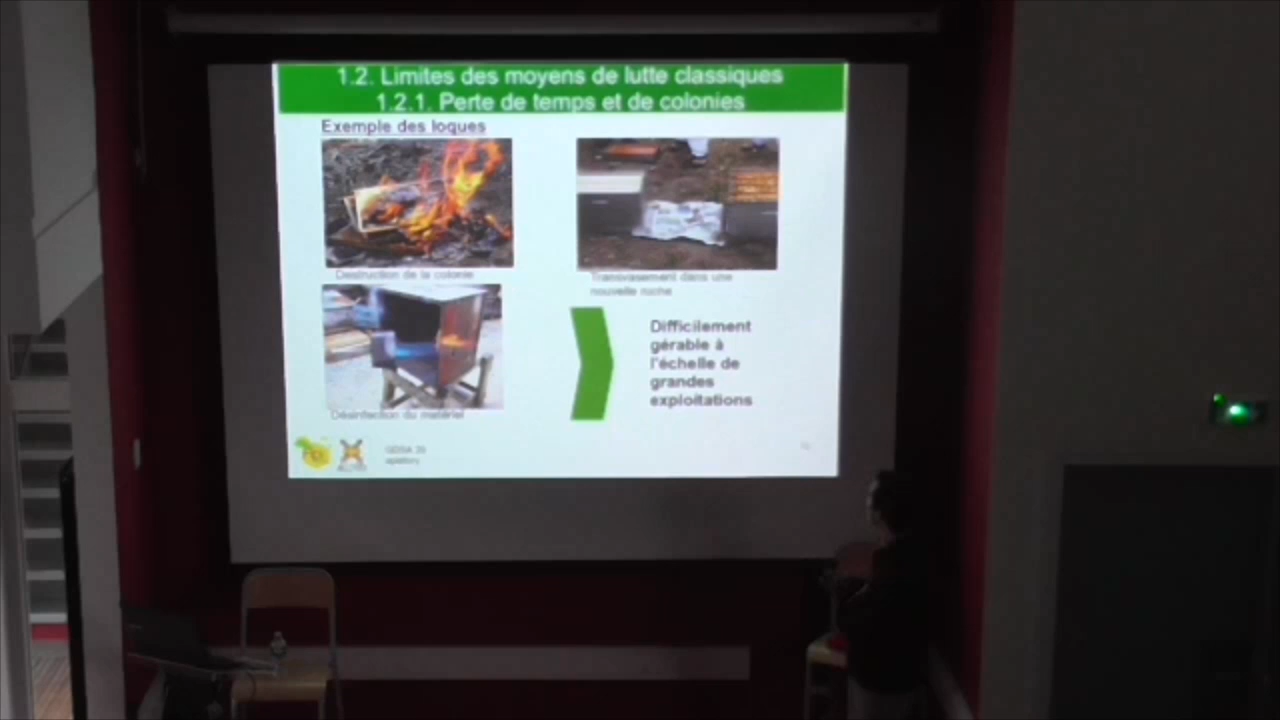 1.2. Limites des moyens de lutte classiques
1.2.1. Perte de temps et de colonies
Exemple des loques
Destruction de la colonie
Transvasement dans une
nouvelle ruche
Désinfection du matériel
Difficilement
gérable à
l'échelle de
grandes
exploitations
GDSA